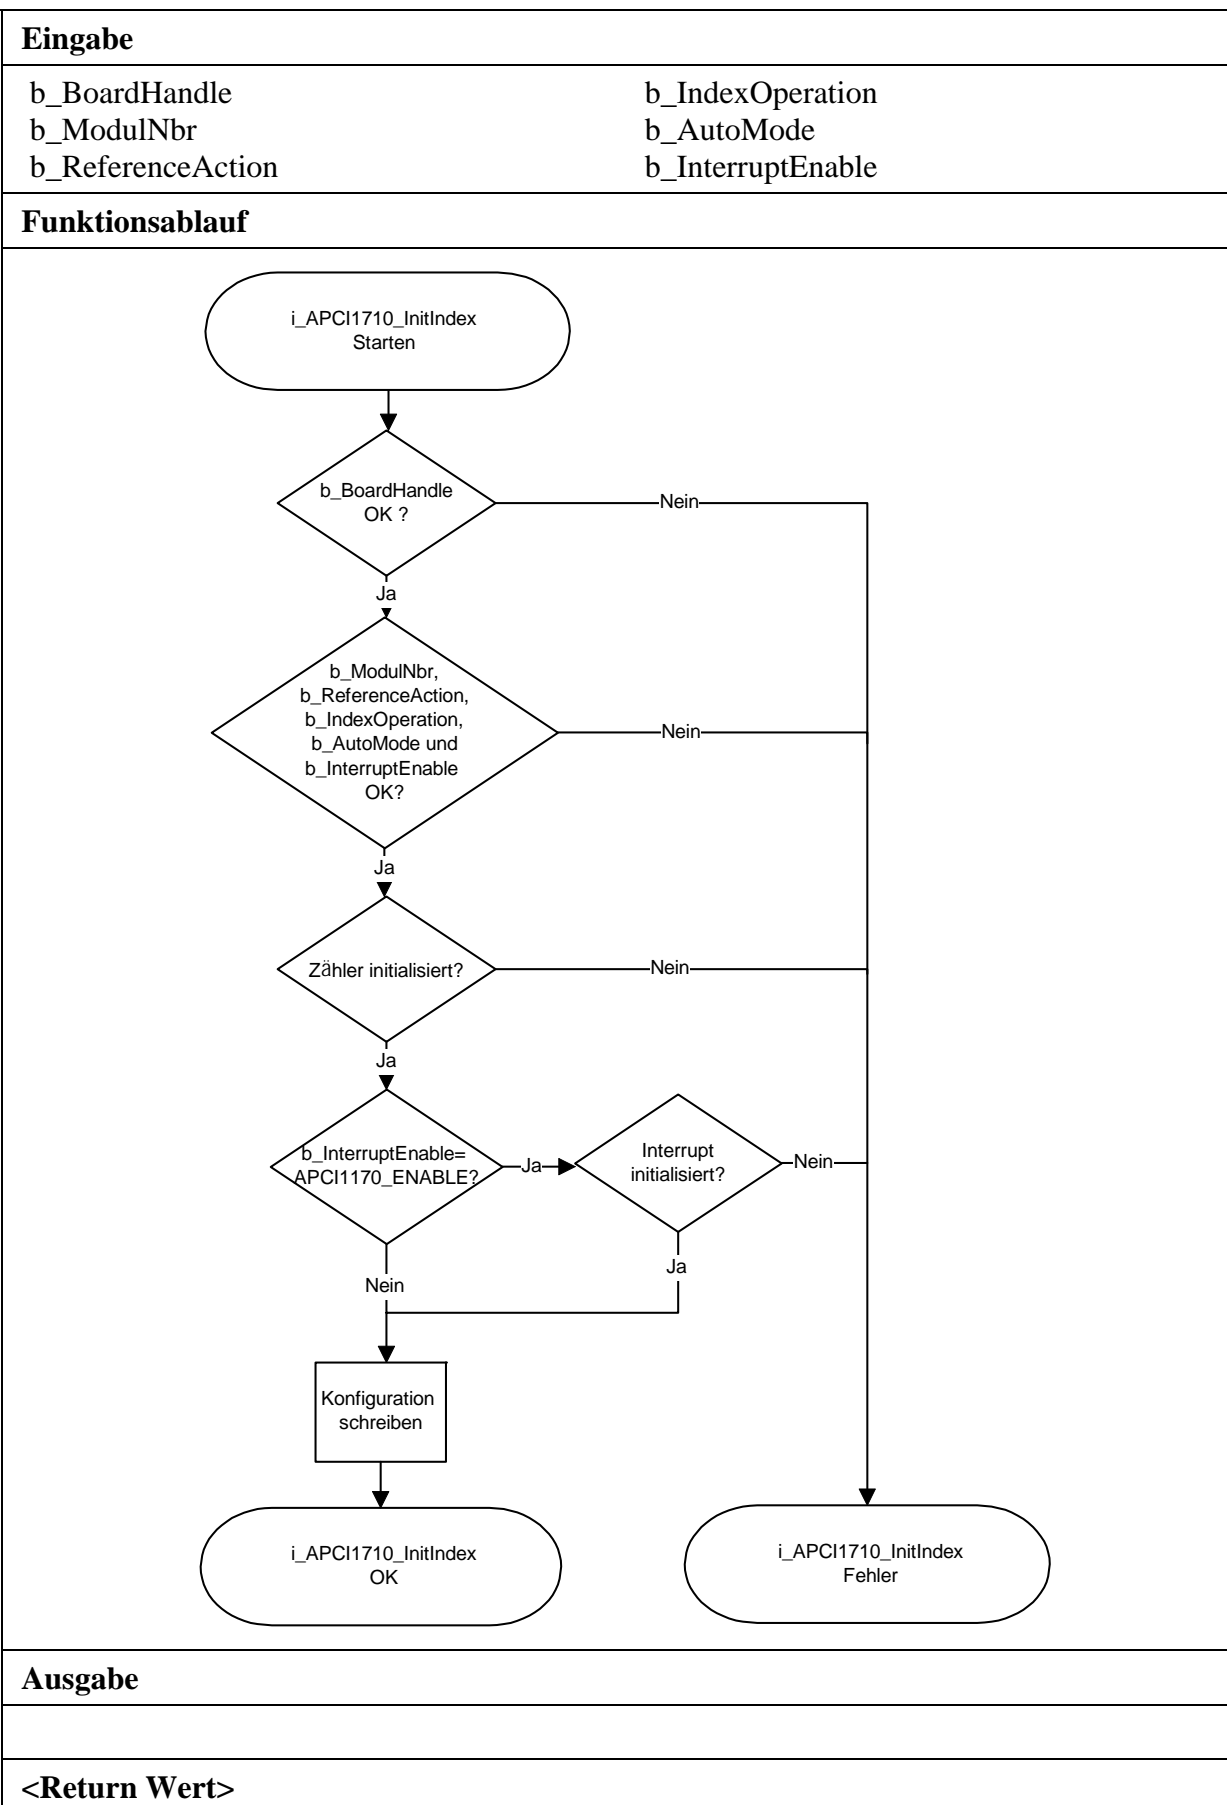 Eingabe
b_BoardHandle b_IndexOperation
b_ModulNbr b_AutoMode
b_ReferenceAction b_InterruptEnable
Funktionsablauf
i_APCI1710_InitIndex
Starten
b_BoardHandle
OK ?
Nein
Ja
b_ModulNbr,
b_ReferenceAction,
b_IndexOperation,
b_AutoMode und
b_InterruptEnable
OK?
Nein
Ja
Zähler initialisiert?
Nein
Ja
b_InterruptEnable=
APCI1170_ENABLE?
Ja
Interrupt
initialisiert?
Nein
Ja
Nein
Konfiguration
schreiben
i_APCI1710_InitIndex
OK
i_APCI1710_InitIndex
Fehler
Ausgabe
<Return Wert>